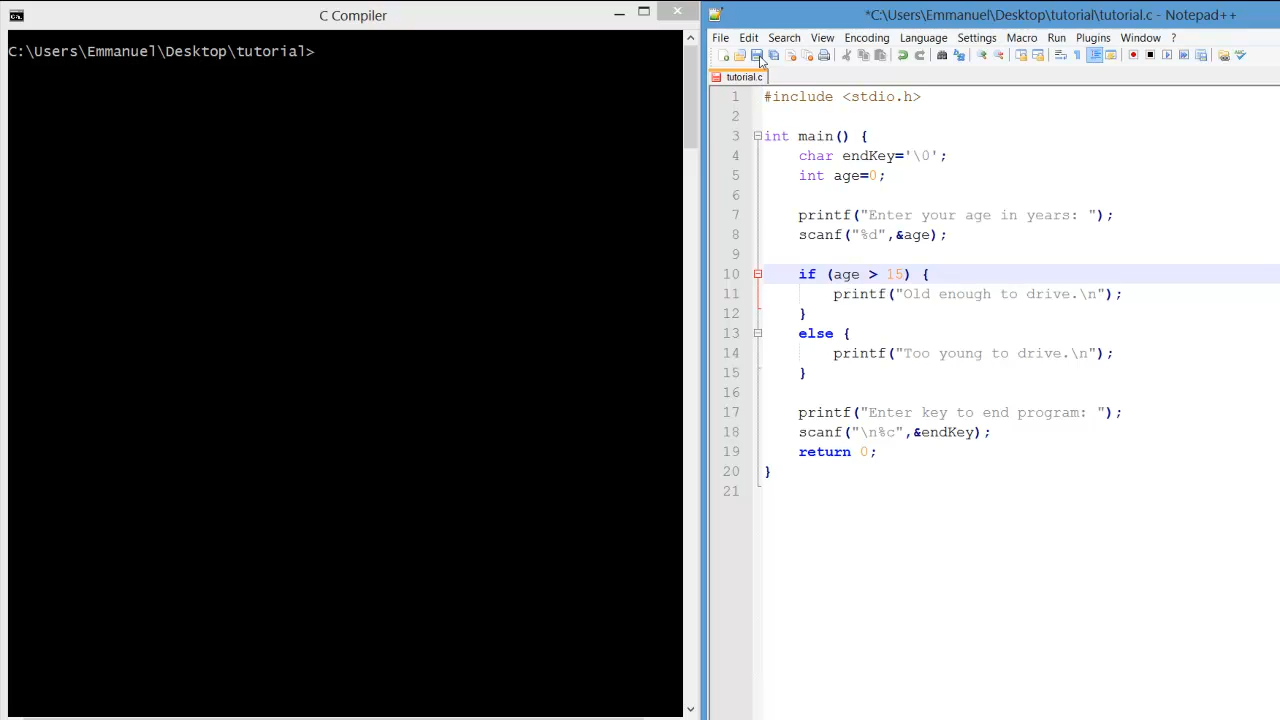 C Compiler
C:\Users\Emmanuel\Desktop\tutorial>
*C:\Users\Emmanuel\Desktop\tutorial\tutorial.c - Notepad++
File Edit Search View Encoding Language Settings Macro Run Plugins Window ?
tutorial.c
1 #include <stdio.h>
2
3 int main() {
4 char endKey='\0';
5 int age=0;
6
7 printf("Enter your age in years: ");
8 scanf("%d",&age);
9
10 if (age > 15) {
11 printf("Old enough to drive.\n");
12 }
13 else {
14 printf("Too young to drive.\n");
15 }
16
17 printf("Enter key to end program: ");
18 scanf("\n%c",&endKey);
19 return 0;
20 }
21